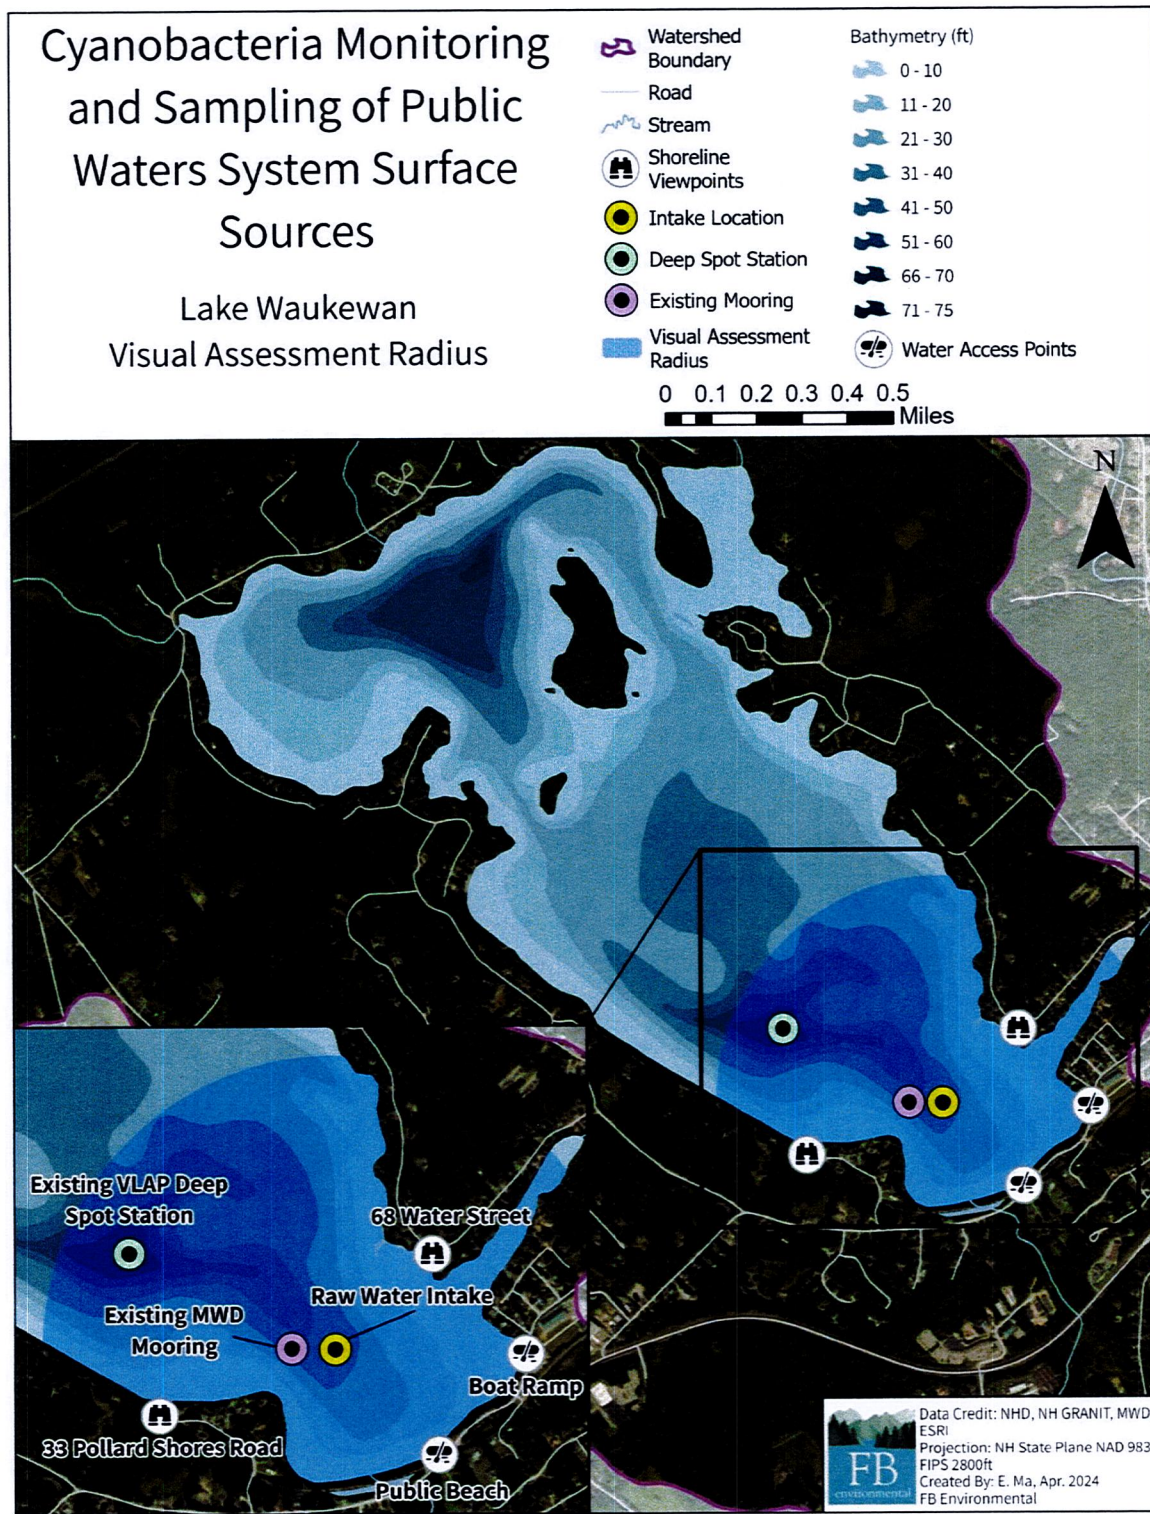 Cyanobacteria Monitoring
and Sampling of Public
Waters System Surface
Sources
Lake Waukewan
Visual Assessment Radius
Watershed
Boundary
Road
Stream
Shoreline
Viewpoints
Intake Location
Deep Spot Station
Existing Mooring
Visual Assessment
Radius
Bathymetry (ft)
0 - 10
11 - 20
21 - 30
31 - 40
41 - 50
51 - 60
66 - 70
71 - 75
Water Access Points
0 0.1 0.2 0.3 0.4 0.5
Miles
N
Existing VLAP Deep
Spot Station
68 Water Street
Raw Water Intake
Existing MWD
Mooring
Boat Ramp
33 Pollard Shores Road
Public Beach
FB
environmental
Data Credit: NHD, NH GRANIT, MWD
ESRI
Projection: NH State Plane NAD 983
FIPS 2800ft
Created By: E. Ma, Apr. 2024
FB Environmental